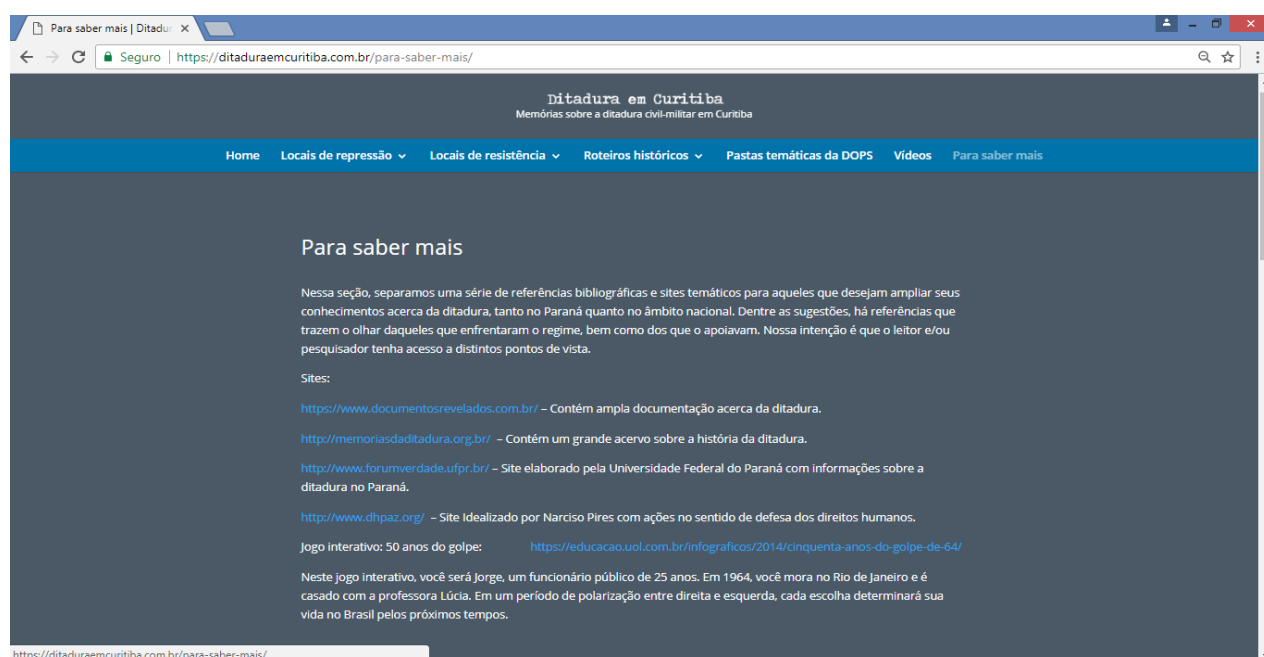 Para saber mais | Ditadur
Seguro | https://ditaduraemcuritiba.com.br/para-saber-mais/
Ditadura em Curitiba
Memórias sobre a ditadura civil-militar em Curitiba
Home Locais de repressão Locais de resistência Roteiros históricos Pastas temáticas da DOPS Vídeos Para saber mais
Para saber mais
Nessa seção, separamos uma série de referências bibliográficas e sites temáticos para aqueles que desejam ampliar seus
conhecimentos acerca da ditadura, tanto no Paraná quanto no âmbito nacional. Dentre as sugestões, há referências que
trazem o olhar daqueles que enfrentaram o regime, bem como dos que o apoiavam. Nossa intenção é que o leitor e/ou
pesquisador tenha acesso a distintos pontos de vista.
Sites:
https://www.documentosrevelados.com.br/ – Contém ampla documentação acerca da ditadura.
http://memoriasdaditadura.org.br/ – Contém um grande acervo sobre a história da ditadura.
http://www.forumverdade.ufpr.br/ – Site elaborado pela Universidade Federal do Paraná com informações sobre a
ditadura no Paraná.
http://www.dhpaz.org/ – Site Idealizado por Narciso Pires com ações no sentido de defesa dos direitos humanos.
Jogo interativo: 50 anos do golpe: https://educacao.uol.com.br/infograficos/2014/cinquenta-anos-do-golpe-de-64/
Neste jogo interativo, você será Jorge, um funcionário público de 25 anos. Em 1964, você mora no Rio de Janeiro e é
casado com a professora Lúcia. Em um período de polarização entre direita e esquerda, cada escolha determinará sua
vida no Brasil pelos próximos tempos.
https://ditaduraemcuritiba.com.br/para-saber-mais/